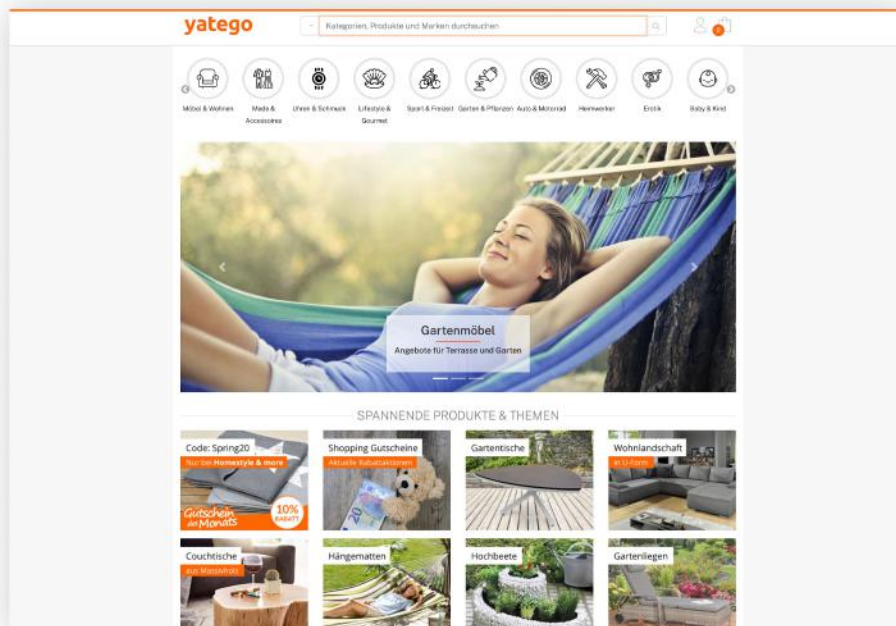 yatego
Kategorien, Produkte und Marken durchsuchen
0
Möbel & Wohnen
Mode &
Accessoires
Uhren & Schmuck
Lifestyle &
Gourmet
Sport & Freizeit
Garten & Pflanzen
Auto & Motorrad
Heimwerker
Erotik
Baby & Kind
Gartenmöbel
Angebote für Terrasse und Garten
SPANNENDE PRODUKTE & THEMEN
Code: Spring20
Nur bei Homestyle & more
Gutschein
des Monats
10%
RABATT
Shopping Gutscheine
Aktuelle Rabattaktionen
20
Gartentische
Wohnlandschaft
in U-Form
Couchtische
aus Massivholz
Hängematten
Hochbeete
Gartenliegen